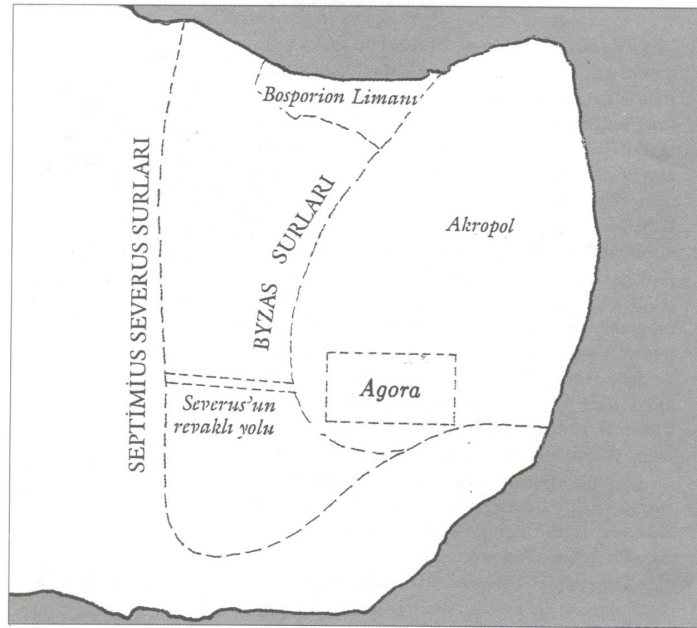 Bosporion Limanı
SEPTİMİUS SEVERUS SURLARI
BYZAS SURLARI
Akropol
Agora
Severus'un
revaklı yolu